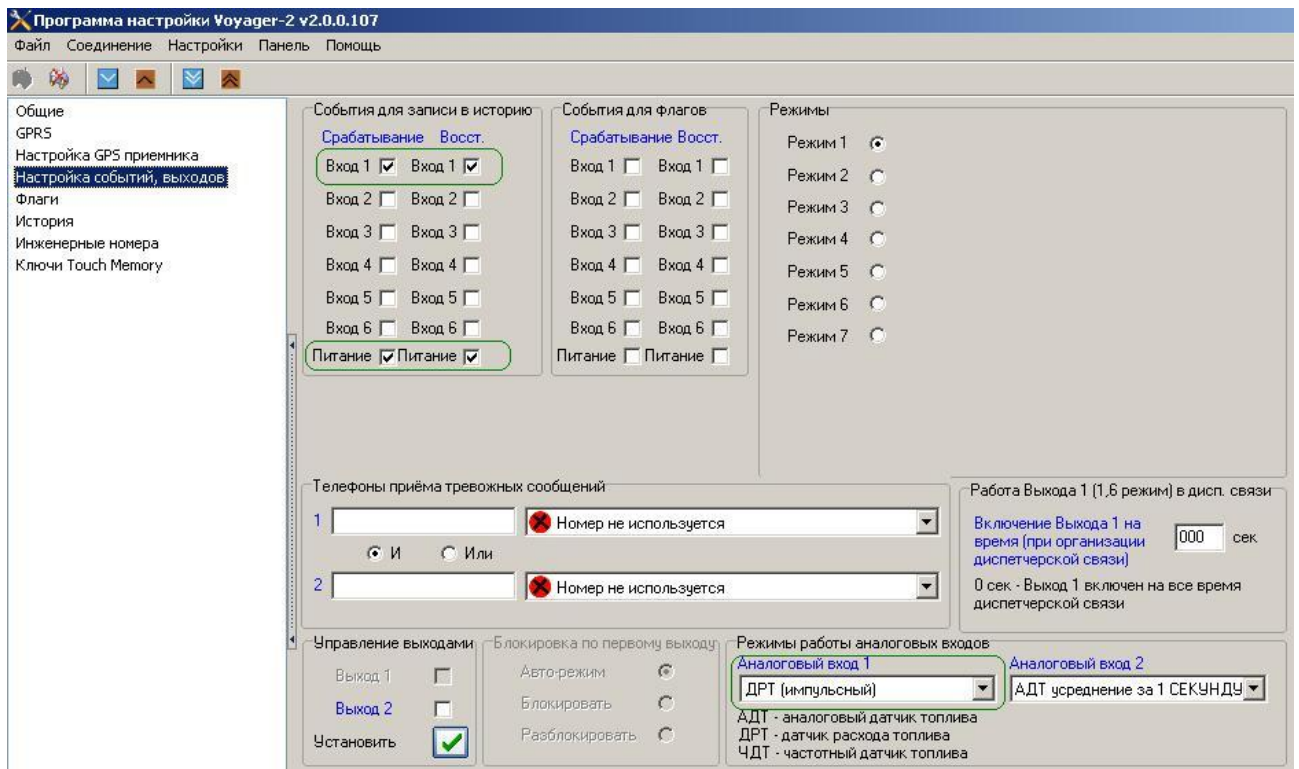 Программа настройки Voyager-2 v2.0.0.107
Файл Соединение Настройки Панель Помощь
Общие
GPRS
Настройка GPS приемника
Настройка событий, выходов
Флаги
История
Инженерные номера
Ключи Touch Memory
События для записи в историю
Срабатывание Восст.
Вход 1 Вход 1
Вход 2 Вход 2
Вход 3 Вход 3
Вход 4 Вход 4
Вход 5 Вход 5
Вход 6 Вход 6
Питание Питание
События для флагов
Срабатывание Восст.
Вход 1 Вход 1
Вход 2 Вход 2
Вход 3 Вход 3
Вход 4 Вход 4
Вход 5 Вход 5
Вход 6 Вход 6
Питание Питание
Режимы
Режим 1
Режим 2
Режим 3
Режим 4
Режим 5
Режим 6
Режим 7
Телефоны приёма тревожных сообщений
1 Номер не используется
И Или
2 Номер не используется
Работа Выхода 1 (1,6 режим) в дисп. связи
Включение Выхода 1 на
время (при организации
диспетчерской связи)
000 сек
0 сек - Выход 1 включен на все время
диспетчерской связи
Управление выходами
Выход 1
Выход 2
Установить
Блокировка по первому выходу
Авто-режим
Блокировать
Разблокировать
Режимы работы аналоговых входов
Аналоговый вход 1 Аналоговый вход 2
ДРТ (импульсный) АДТ усреднение за 1 СЕКУНДУ
АДТ - аналоговый датчик топлива
ДРТ - датчик расхода топлива
ЧДТ - частотный датчик топлива